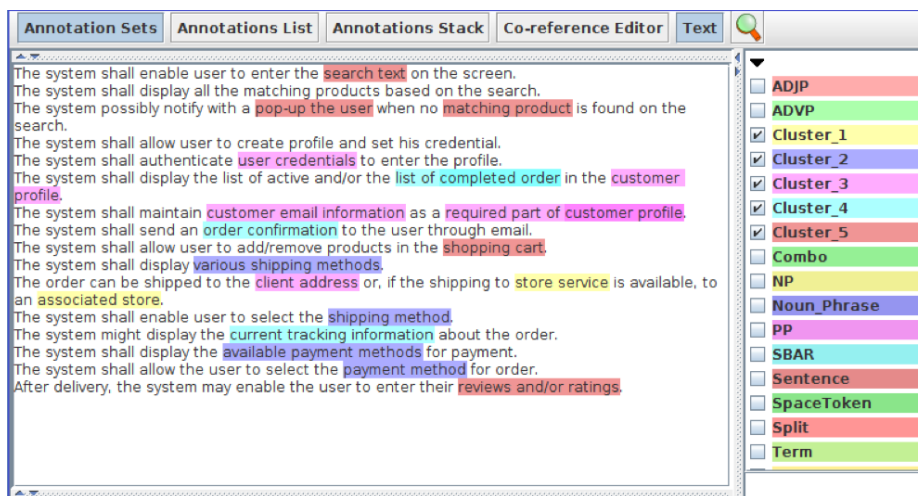 Annotation Sets Annotations List Annotations Stack Co-reference Editor Text
The system shall enable user to enter the search text on the screen.
The system shall display all the matching products based on the search.
The system possibly notify with a pop-up the user when no matching product is found on the
search.
The system shall allow user to create profile and set his credential.
The system shall authenticate user credentials to enter the profile.
The system shall display the list of active and/or the list of completed order in the customer
profile.
The system shall maintain customer email information as a required part of customer profile.
The system shall send an order confirmation to the user through email.
The system shall allow user to add/remove products in the shopping cart.
The system shall display various shipping methods.
The order can be shipped to the client address or, if the shipping to store service is available, to
an associated store.
The system shall enable user to select the shipping method.
The system might display the current tracking information about the order.
The system shall display the available payment methods for payment.
The system shall allow the user to select the payment method for order.
After delivery, the system may enable the user to enter their reviews and/or ratings.
ADJP
ADVP
Cluster_1
Cluster_2
Cluster_3
Cluster_4
Cluster_5
Combo
NP
Noun_Phrase
PP
SBAR
Sentence
SpaceToken
Split
Term